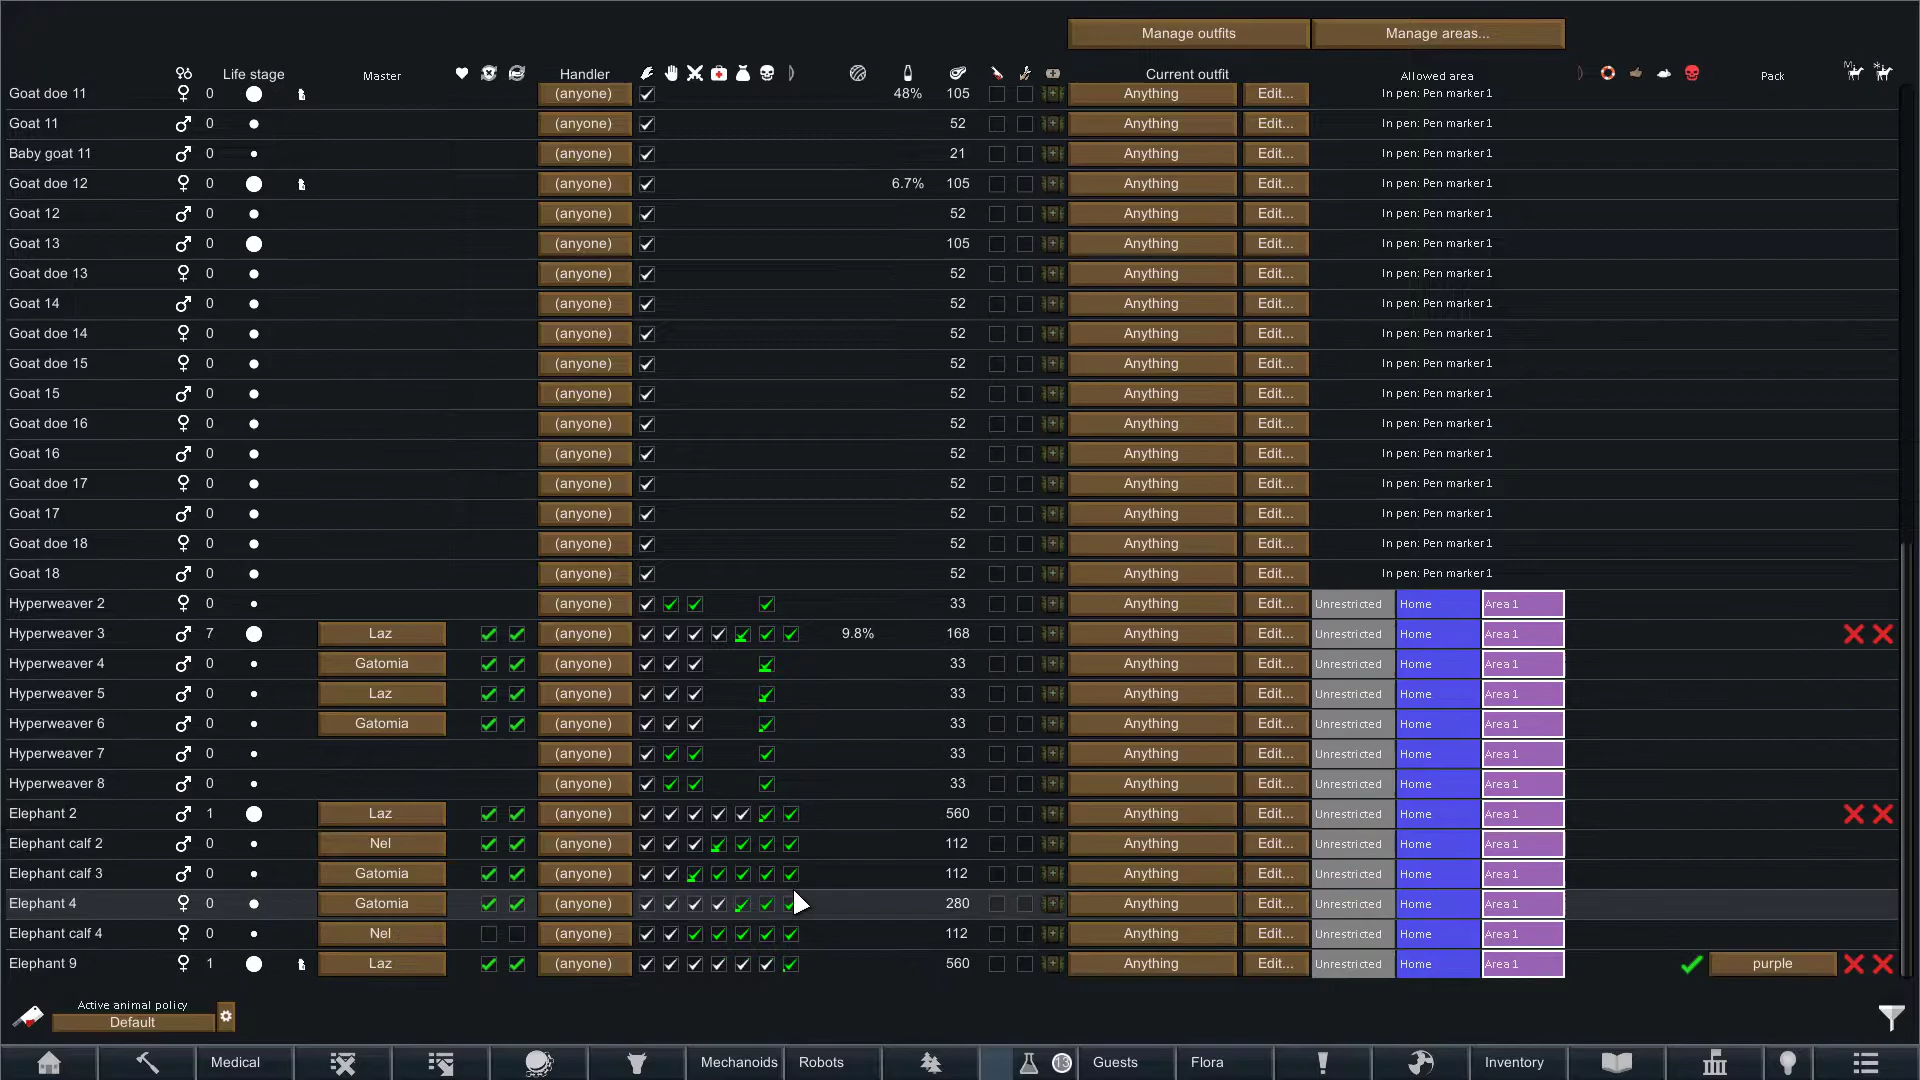 Manage outfits Manage areas...
Life stage Master Handler Current outfit Allowed area Pack
Goat doe 11 0 (anyone) 48% 105 Anything Edit... In pen: Pen marker 1
Goat 11 0 (anyone) 52 Anything Edit... In pen: Pen marker 1
Baby goat 11 0 (anyone) 21 Anything Edit... In pen: Pen marker 1
Goat doe 12 0 (anyone) 6.7% 105 Anything Edit... In pen: Pen marker 1
Goat 12 0 (anyone) 52 Anything Edit... In pen: Pen marker 1
Goat 13 0 (anyone) 105 Anything Edit... In pen: Pen marker 1
Goat doe 13 0 (anyone) 52 Anything Edit... In pen: Pen marker 1
Goat 14 0 (anyone) 52 Anything Edit... In pen: Pen marker 1
Goat doe 14 0 (anyone) 52 Anything Edit... In pen: Pen marker 1
Goat doe 15 0 (anyone) 52 Anything Edit... In pen: Pen marker 1
Goat 15 0 (anyone) 52 Anything Edit... In pen: Pen marker 1
Goat doe 16 0 (anyone) 52 Anything Edit... In pen: Pen marker 1
Goat 16 0 (anyone) 52 Anything Edit... In pen: Pen marker 1
Goat doe 17 0 (anyone) 52 Anything Edit... In pen: Pen marker 1
Goat 17 0 (anyone) 52 Anything Edit... In pen: Pen marker 1
Goat doe 18 0 (anyone) 52 Anything Edit... In pen: Pen marker 1
Goat 18 0 (anyone) 52 Anything Edit... In pen: Pen marker 1
Hyperweaver 2 0 (anyone) 33 Anything Edit... Unrestricted Home Area 1
Hyperweaver 3 7 Laz (anyone) 9.8% 168 Anything Edit... Unrestricted Home Area 1
Hyperweaver 4 0 Gatomia (anyone) 33 Anything Edit... Unrestricted Home Area 1
Hyperweaver 5 0 Laz (anyone) 33 Anything Edit... Unrestricted Home Area 1
Hyperweaver 6 0 Gatomia (anyone) 33 Anything Edit... Unrestricted Home Area 1
Hyperweaver 7 0 (anyone) 33 Anything Edit... Unrestricted Home Area 1
Hyperweaver 8 0 (anyone) 33 Anything Edit... Unrestricted Home Area 1
Elephant 2 1 Laz (anyone) 560 Anything Edit... Unrestricted Home Area 1
Elephant calf 2 0 Nel (anyone) 112 Anything Edit... Unrestricted Home Area 1
Elephant calf 3 0 Gatomia (anyone) 112 Anything Edit... Unrestricted Home Area 1
Elephant 4 0 Gatomia (anyone) 280 Anything Edit... Unrestricted Home Area 1
Elephant calf 4 0 Nel (anyone) 112 Anything Edit... Unrestricted Home Area 1
Elephant 9 1 Laz (anyone) 560 Anything Edit... Unrestricted Home Area 1 purple
Active animal policy
Default
Medical Mechanoids Robots 13 Guests Flora Inventory